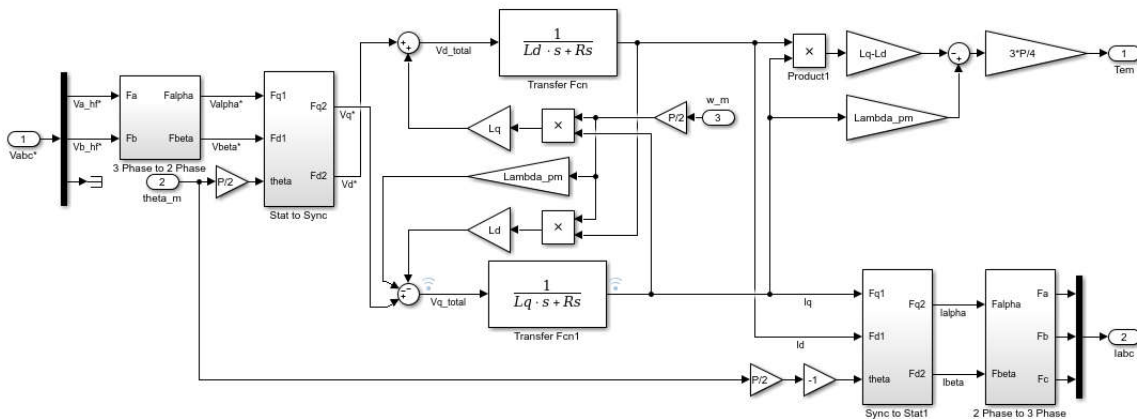 1
Vabc*
Va_hf*
Vb_hf*
Fa
Fb
Falpha
Fbeta
3 Phase to 2 Phase
Valpha*
Vbeta*
2
theta_m
P/2
Fq1
Fd1
theta
Fq2
Fd2
Stat to Sync
Vq*
Vd*
+
+
Vd_total
1
Ld · s+Rs
Transfer Fcn
Lq
×
P/2
w_m
3
Lambda_pm
Ld
×
−
−
+
Vq_total
1
Lq · s+Rs
Transfer Fcn1
×
Product1
Lq-Ld
Lambda_pm
−
+
3*P/4
1
Tem
Iq
Id
P/2
-1
Fq1
Fd1
theta
Fq2
Fd2
Sync to Stat1
Ialpha
Ibeta
Falpha
Fbeta
Fa
Fb
Fc
2 Phase to 3 Phase
2
Iabc